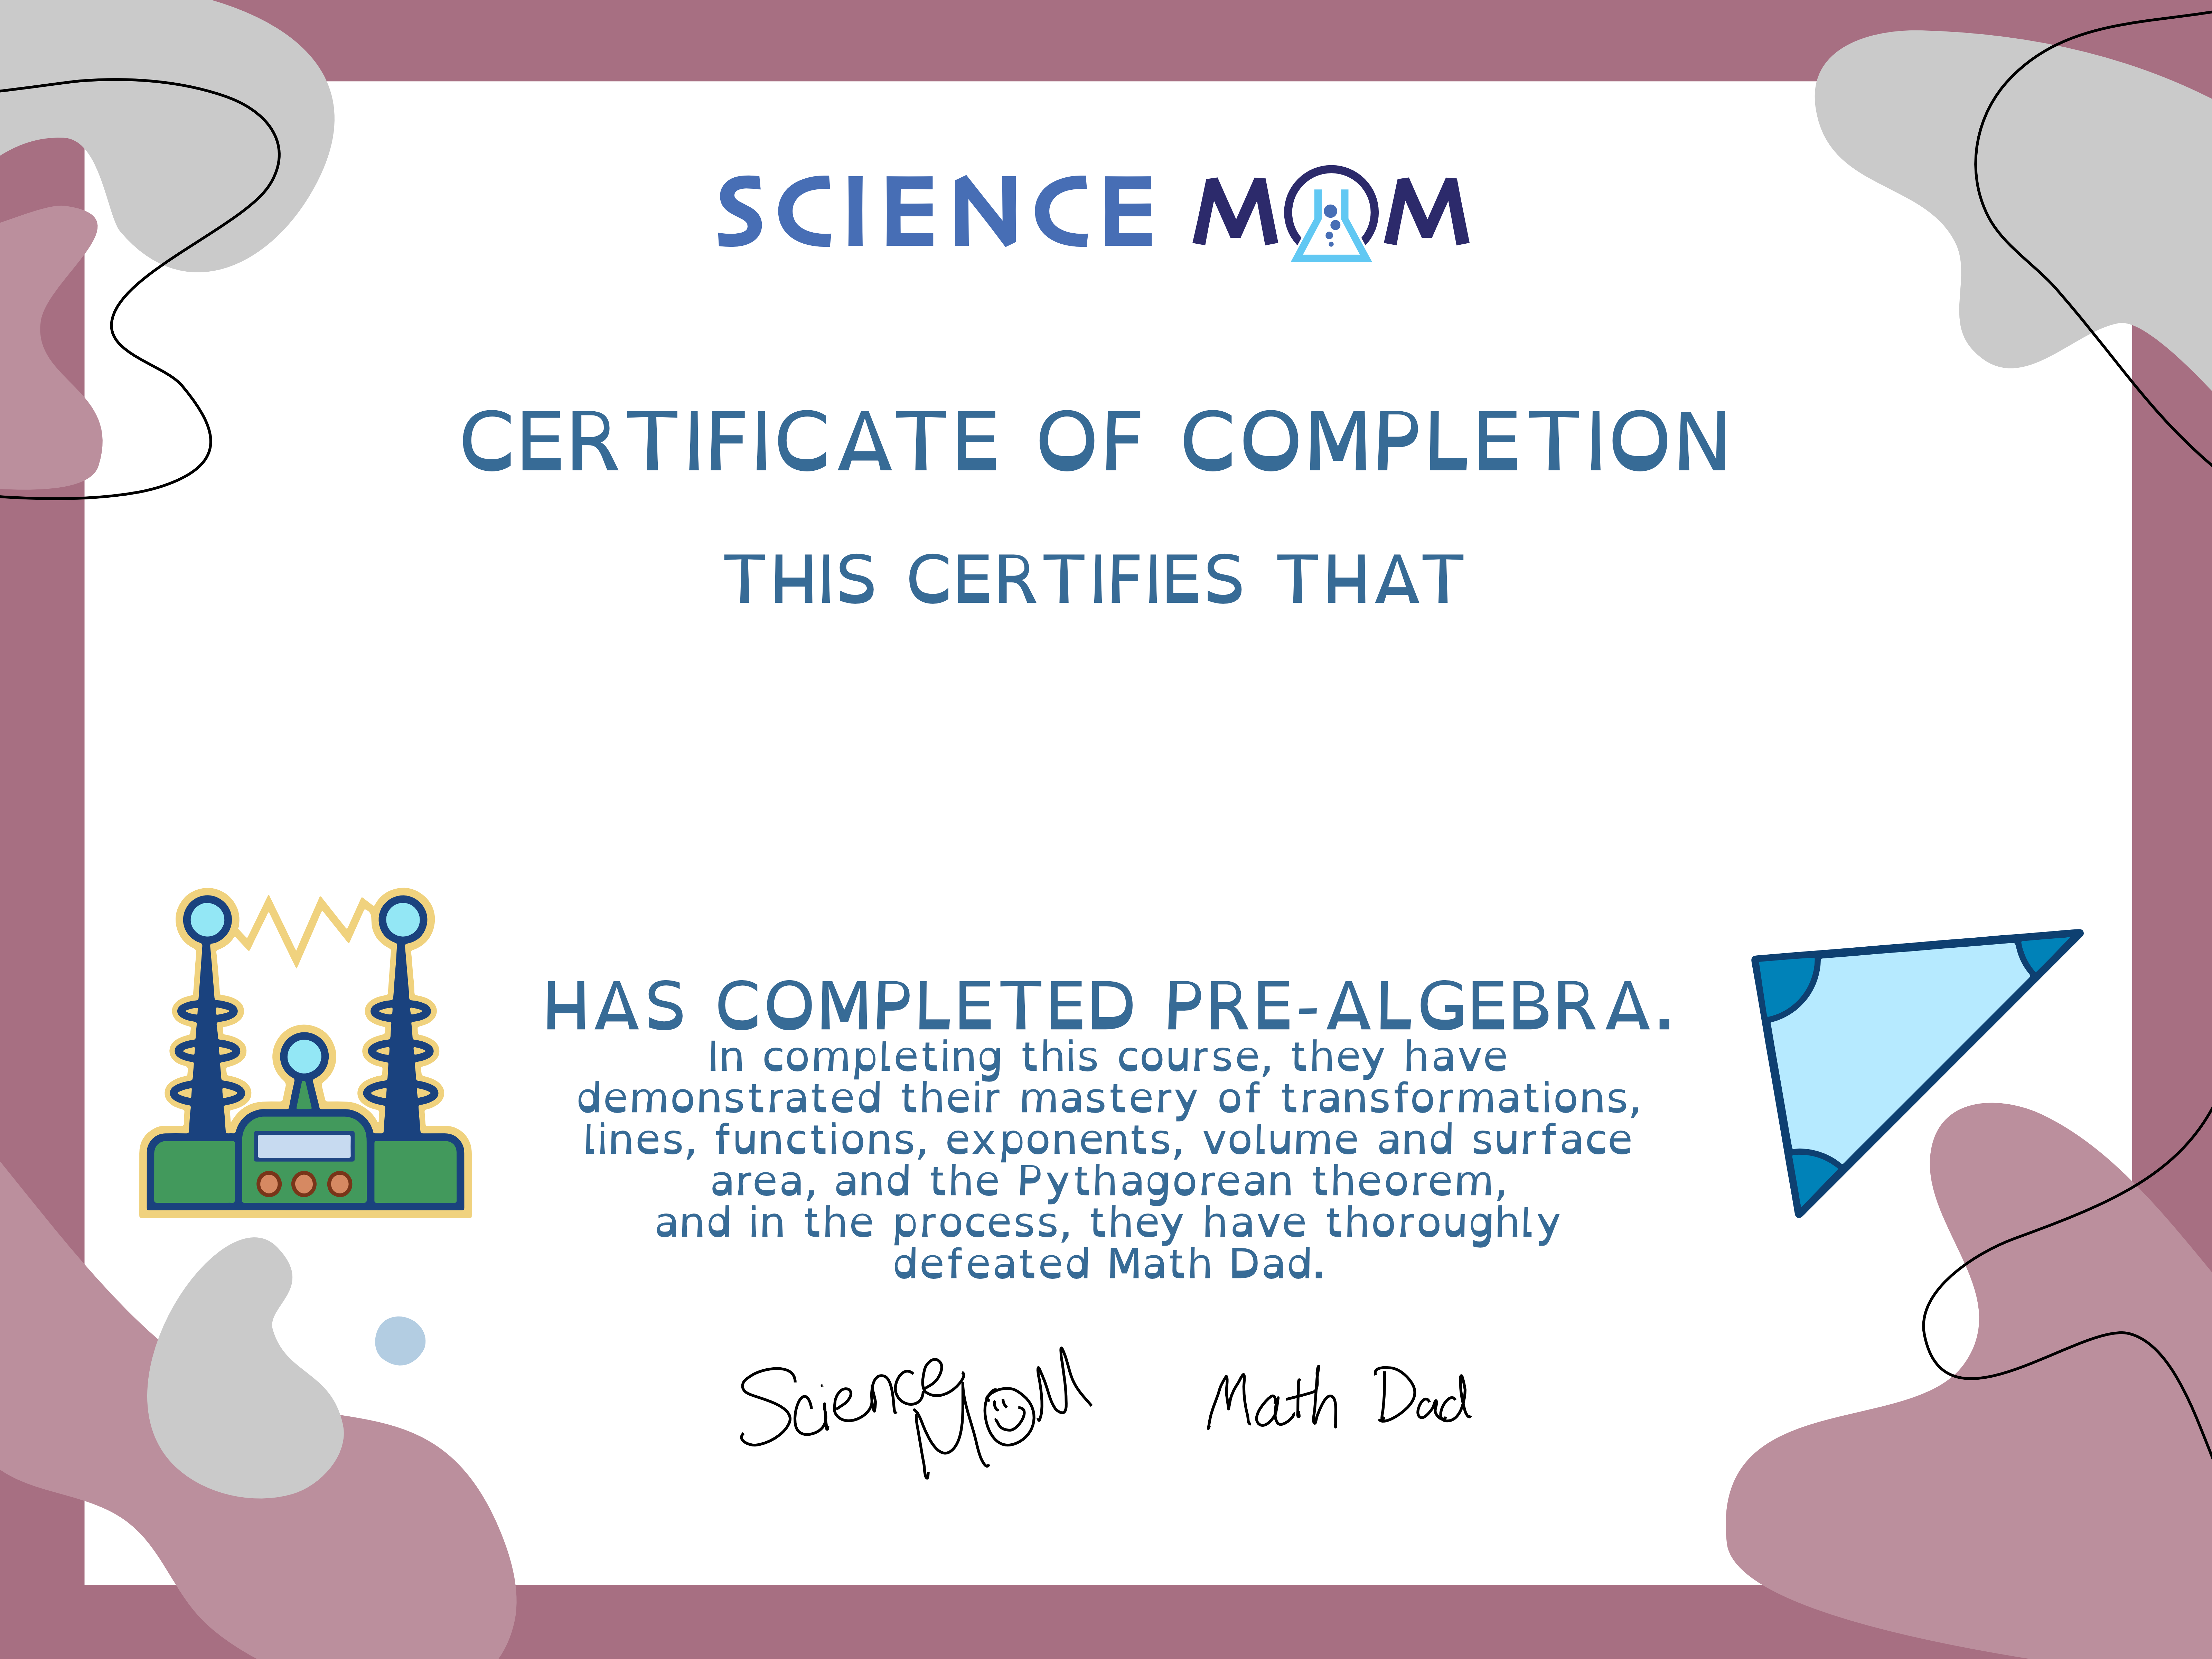 SCIENCE MOM
CERTIFICATE OF COMPLETION
THIS CERTIFIES THAT
HAS COMPLETED PRE-ALGEBRA.
In completing this course, they have
demonstrated their mastery of transformations,
lines, functions, exponents, volume and surface
area, and the Pythagorean theorem,
and in the process, they have thoroughly
defeated Math Dad.
Science MOM Math Dad